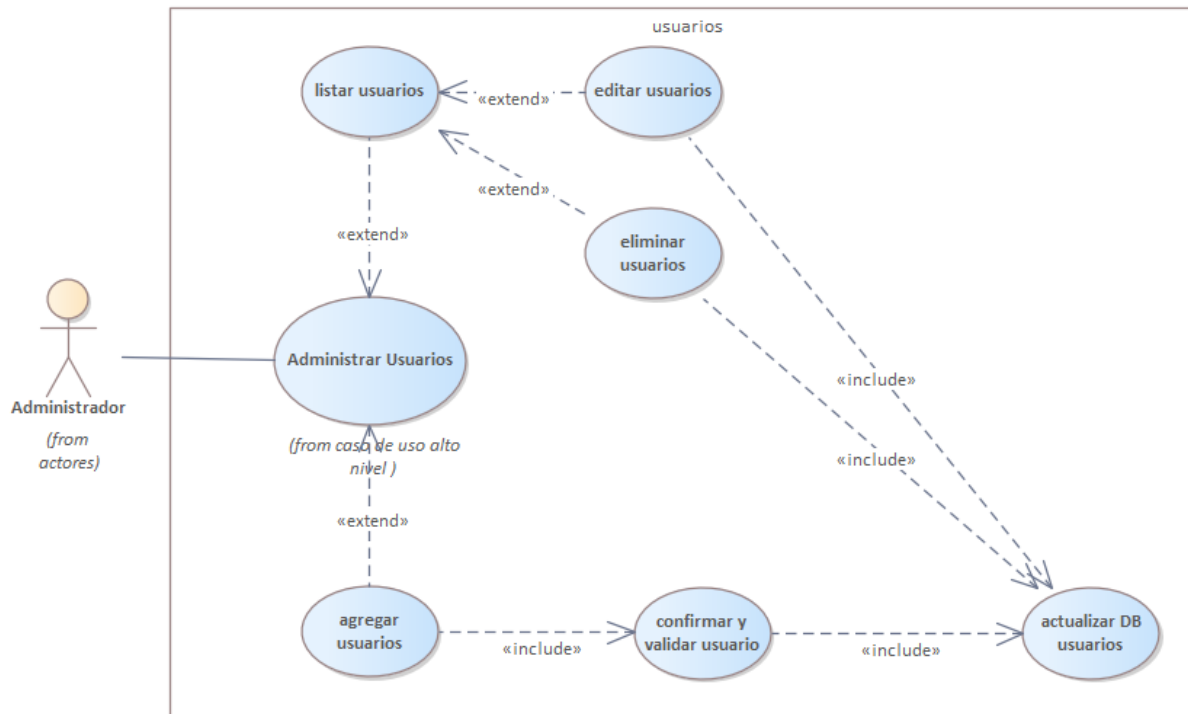 usuarios
listar usuarios
«extend»
editar usuarios
«extend»
eliminar
usuarios
«extend»
Administrar Usuarios
Administrador
(from
actores)
(from caso de uso alto
nivel )
«include»
«include»
«extend»
agregar
usuarios
«include»
confirmar y
validar usuario
«include»
actualizar DB
usuarios